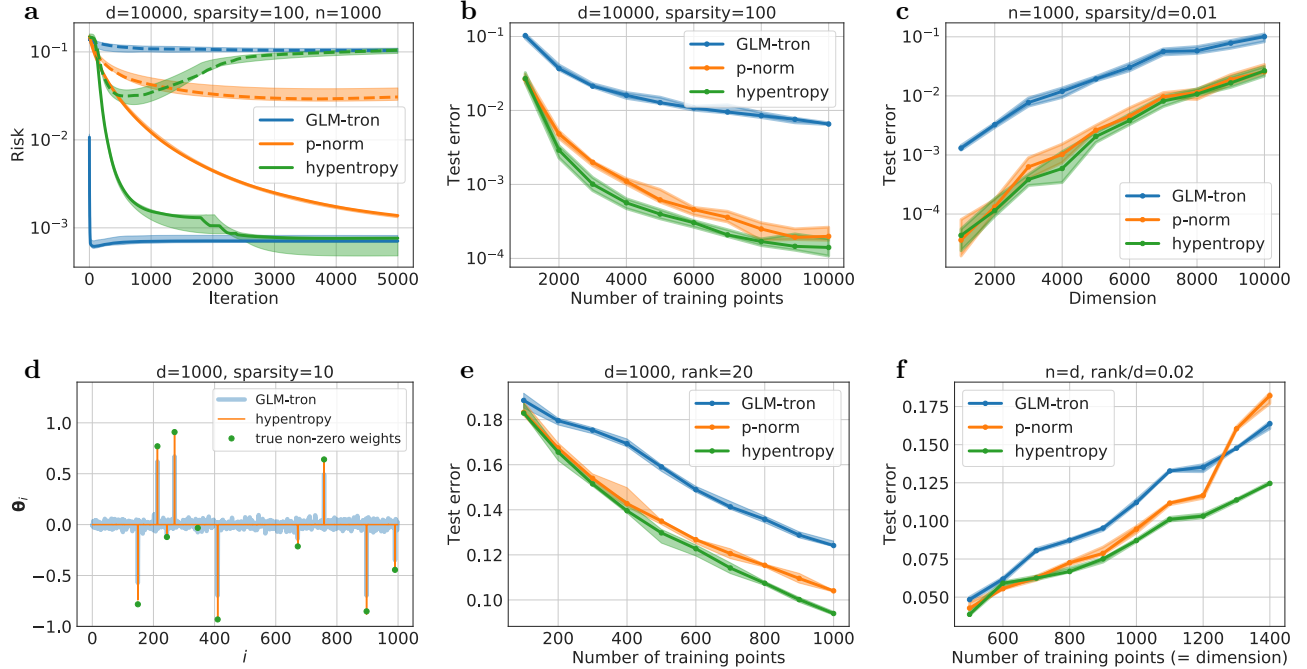 a
d=10000, sparsity=100, n=1000
10⁻¹
10⁻²
10⁻³
Risk
GLM-tron
p-norm
hypentropy
0 1000 2000 3000 4000 5000
Iteration
b
d=10000, sparsity=100
10⁻¹
10⁻²
10⁻³
10⁻⁴
Test error
GLM-tron
p-norm
hypentropy
2000 4000 6000 8000 10000
Number of training points
c
n=1000, sparsity/d=0.01
10⁻¹
10⁻²
10⁻³
10⁻⁴
Test error
GLM-tron
p-norm
hypentropy
2000 4000 6000 8000 10000
Dimension
d
d=1000, sparsity=10
1.0
0.5
0.0
−0.5
−1.0
θᵢ
GLM-tron
hypentropy
true non-zero weights
0 200 400 600 800 1000
i
e
d=1000, rank=20
0.18
0.16
0.14
0.12
0.10
Test error
GLM-tron
p-norm
hypentropy
200 400 600 800 1000
Number of training points
f
n=d, rank/d=0.02
0.175
0.150
0.125
0.100
0.075
0.050
Test error
GLM-tron
p-norm
hypentropy
600 800 1000 1200 1400
Number of training points (= dimension)